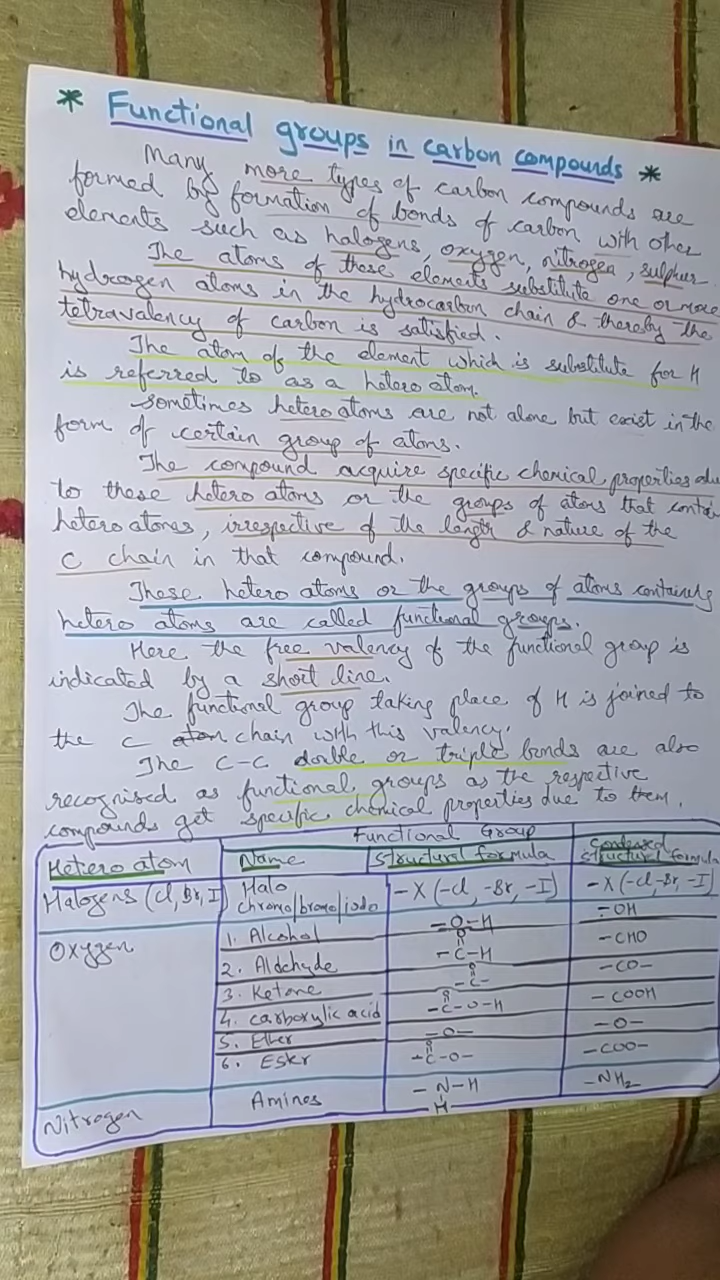 * Functional groups in carbon compounds *
Many more types of carbon compounds are
formed by formation of bonds of carbon with other
elements such as halogens, oxygen, nitrogen, sulphur.
The atoms of these elements substitute one or more
hydrogen atoms in the hydrocarbon chain & thereby the
tetravalency of carbon is satisfied.
The atom of the element which is substitute for H
is referred to as a hetero atom.
Sometimes hetero atoms are not alone but exist in the
form of certain group of atoms.
The compound acquire specific chemical properties du
to these hetero atoms or the groups of atoms that contai
hetero atoms, irrespective of the length & nature of the
C chain in that compound.
These hetero atoms or the groups of atoms containing
hetero atoms are called functional groups.
Here the free valency of the functional group is
indicated by a short line.
The functional group taking place of H is joined to
the C atom chain with this valency.
The C-C double or triple bonds are also
recognised as functional groups as the respective
compounds get specific chemical properties due to them.
Functional Group
Hetero atom Name Structural formula Condensed structural formula
Halogens (Cl, Br, I) Halo chromo/bromo/iodo -X (-Cl, -Br, -I) -X (-Cl, -Br, -I)
Oxygen 1. Alcohol -O-H -OH
2. Aldehyde O -C-H -CHO
3. Ketone O -C- -CO-
4. Carboxylic acid O -C-O-H -COOH
5. Ether -O- -O-
6. Ester O -C-O- -COO-
Nitrogen Amines -N-H -NH₂
H